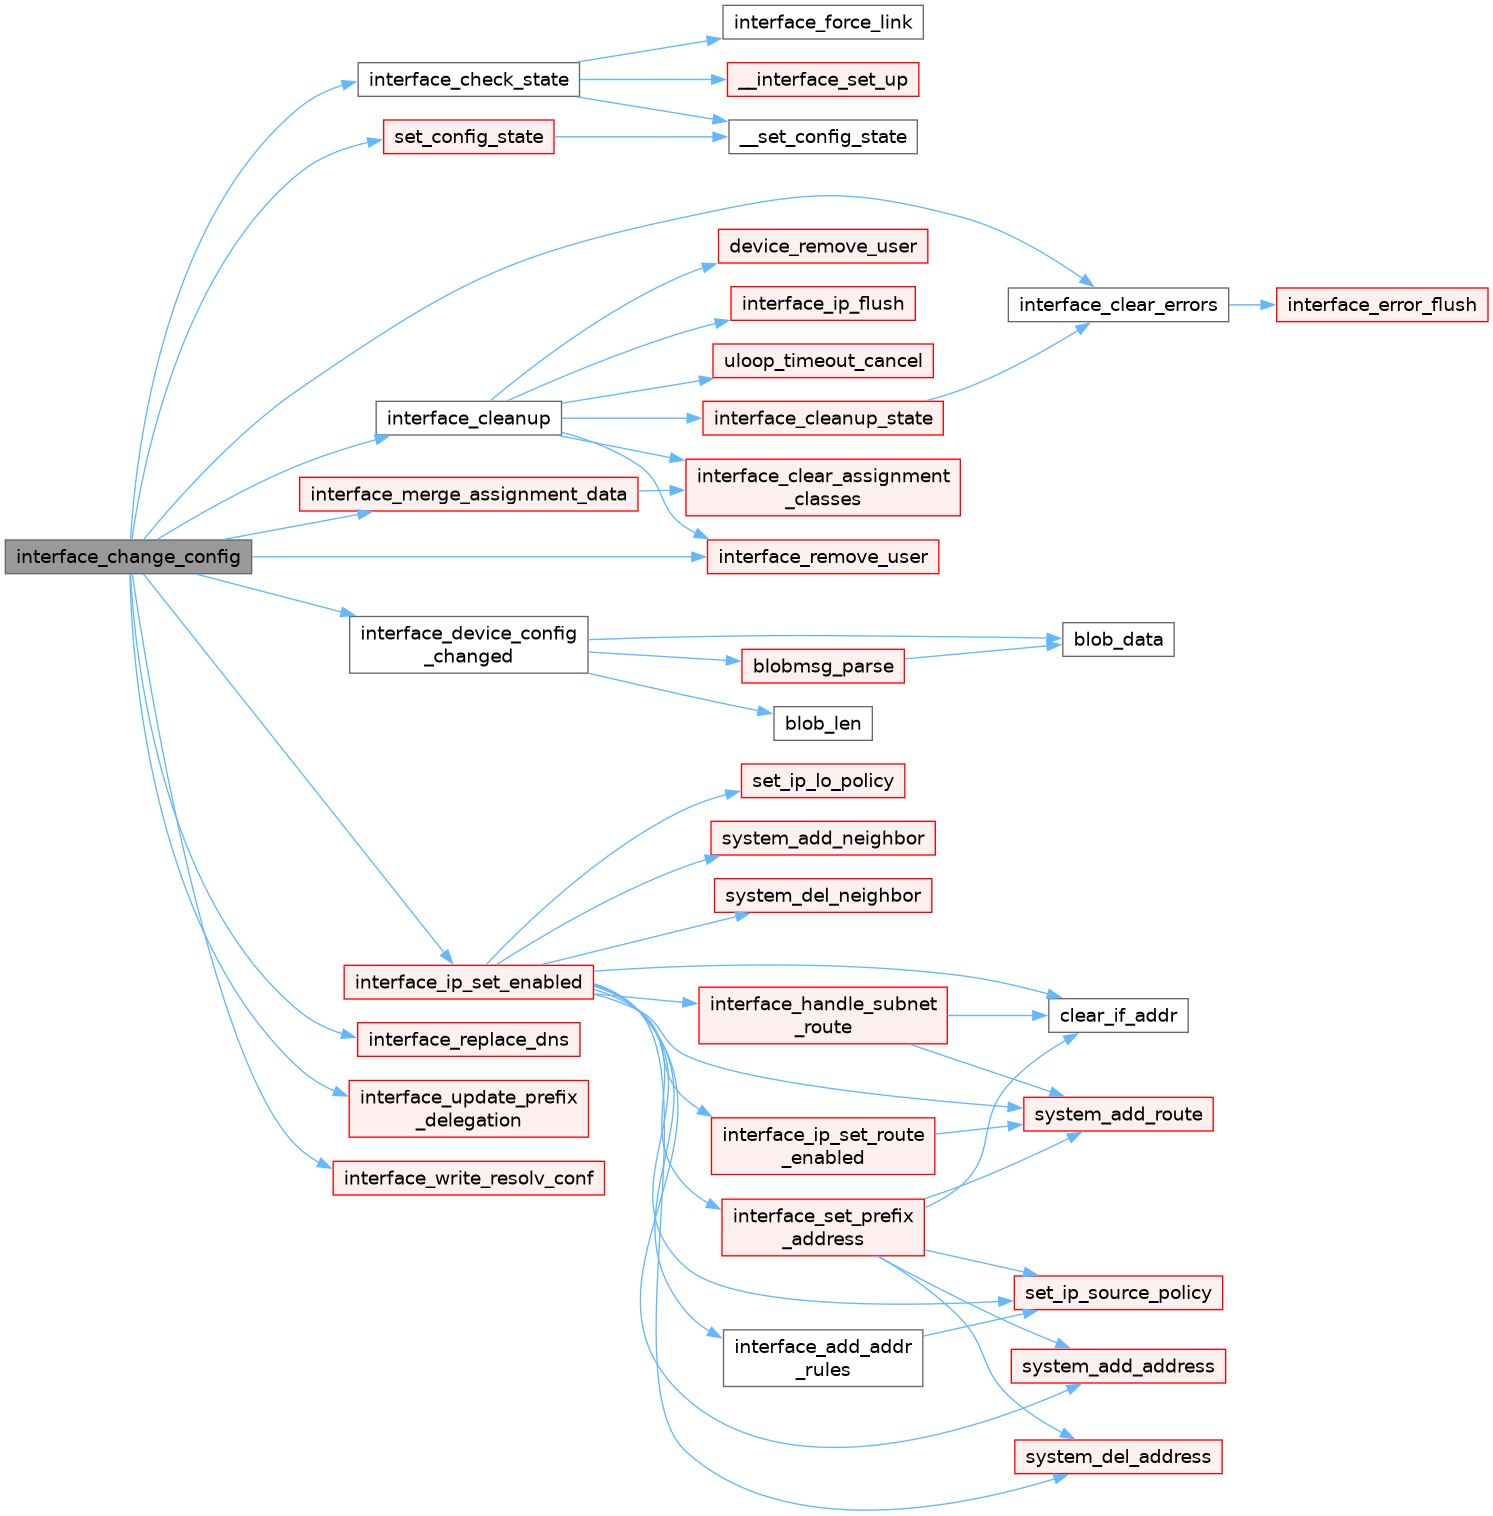 interface_force_link
interface_check_state
__interface_set_up
set_config_state
__set_config_state
device_remove_user
interface_ip_flush
interface_clear_errors
interface_error_flush
uloop_timeout_cancel
interface_cleanup
interface_cleanup_state
interface_clear_assignment
_classes
interface_merge_assignment_data
interface_change_config
interface_remove_user
interface_device_config
_changed
blob_data
blobmsg_parse
blob_len
set_ip_lo_policy
system_add_neighbor
system_del_neighbor
interface_ip_set_enabled
interface_handle_subnet
_route
clear_if_addr
interface_replace_dns
interface_update_prefix
_delegation
system_add_route
interface_ip_set_route
_enabled
interface_write_resolv_conf
interface_set_prefix
_address
set_ip_source_policy
interface_add_addr
_rules
system_add_address
system_del_address